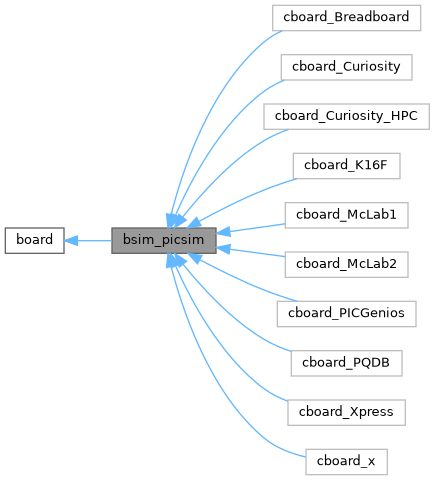 cboard_Breadboard
cboard_Curiosity
cboard_Curiosity_HPC
cboard_K16F
cboard_McLab1
board
bsim_picsim
cboard_McLab2
cboard_PICGenios
cboard_PQDB
cboard_Xpress
cboard_x